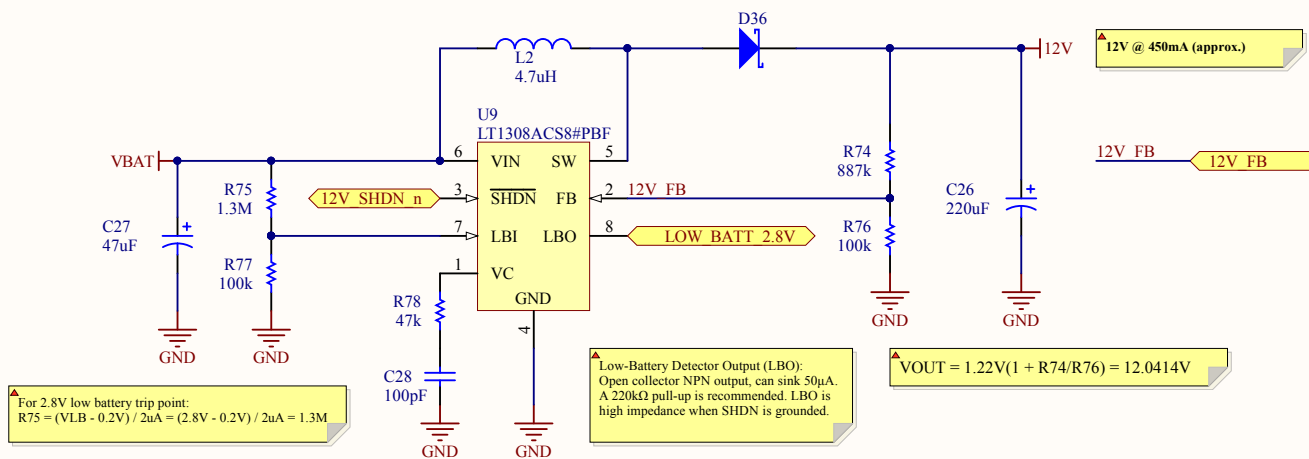 D36
12V
12V @ 450mA (approx.)
L2
4.7uH
U9
LT1308ACS8#PBF
VBAT
6
VIN
SW
5
R74
887k
12V_FB
12V_FB
R75
1.3M
12V_SHDN_n
3
SHDN
FB
2
12V_FB
C26
220uF
C27
47uF
7
LBI
LBO
8
LOW_BATT_2.8V
R76
100k
R77
100k
1
VC
R78
47k
GND
4
GND
GND
GND
GND
C28
100pF
GND
GND
Low-Battery Detector Output (LBO):
Open collector NPN output, can sink 50µA.
A 220kΩ pull-up is recommended. LBO is
high impedance when SHDN is grounded.
VOUT = 1.22V(1 + R74/R76) = 12.0414V
For 2.8V low battery trip point:
R75 = (VLB - 0.2V) / 2uA = (2.8V - 0.2V) / 2uA = 1.3M